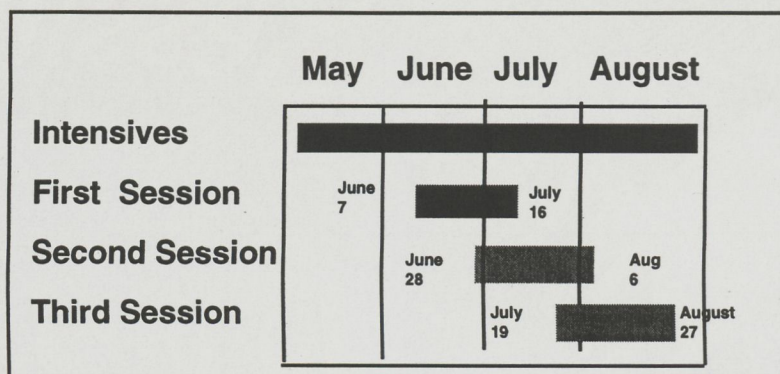 May June July August
Intensives
First Session June 7 July 16
Second Session June 28 Aug 6
Third Session July 19 August 27